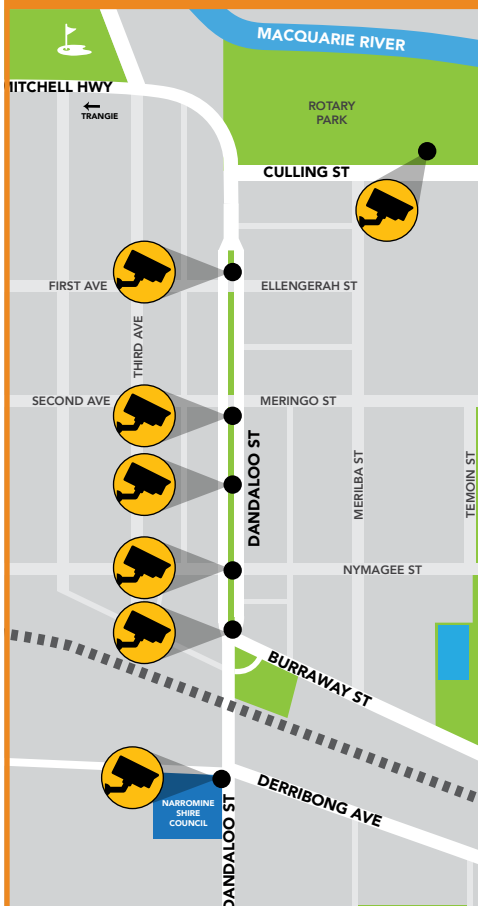 MACQUARIE RIVER
MITCHELL HWY
TRANGIE
ROTARY
PARK
CULLING ST
FIRST AVE
ELLENGERAH ST
THIRD AVE
SECOND AVE
MERINGO ST
DANDALOO ST
MERILBA ST
TEMOIN ST
NYMAGEE ST
BURRAWAY ST
DERRIBONG AVE
NARROMINE
SHIRE
COUNCIL
DANDALOO ST